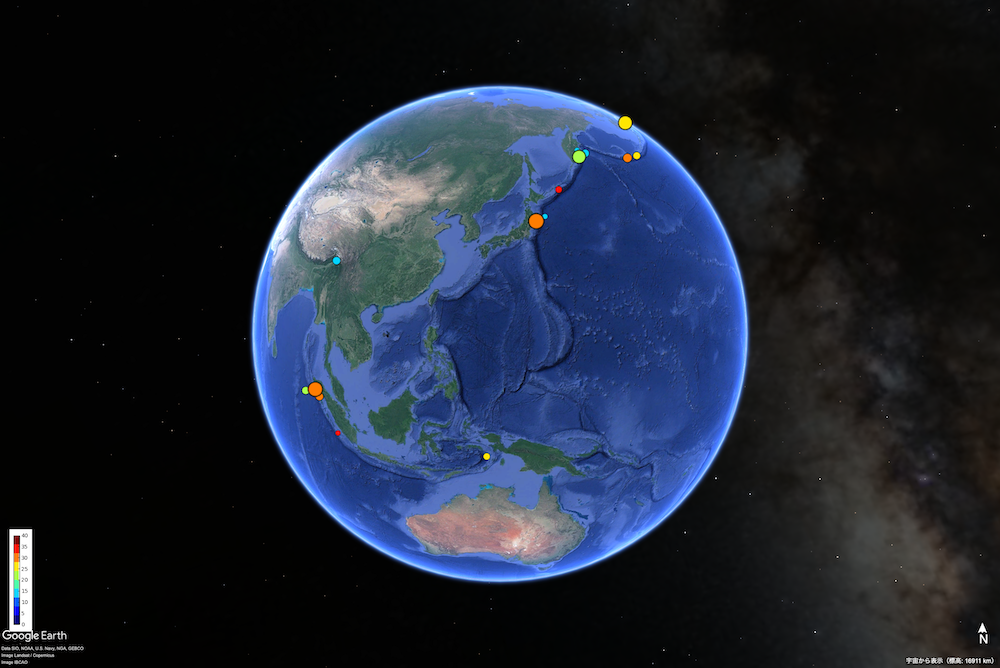 40
35
30
25
20
15
10
5
0
Google Earth
Data SIO, NOAA, U.S. Navy, NGA, GEBCO
Image Landsat / Copernicus
Image IBCAO
N
宇宙から表示（標高: 16911 km）